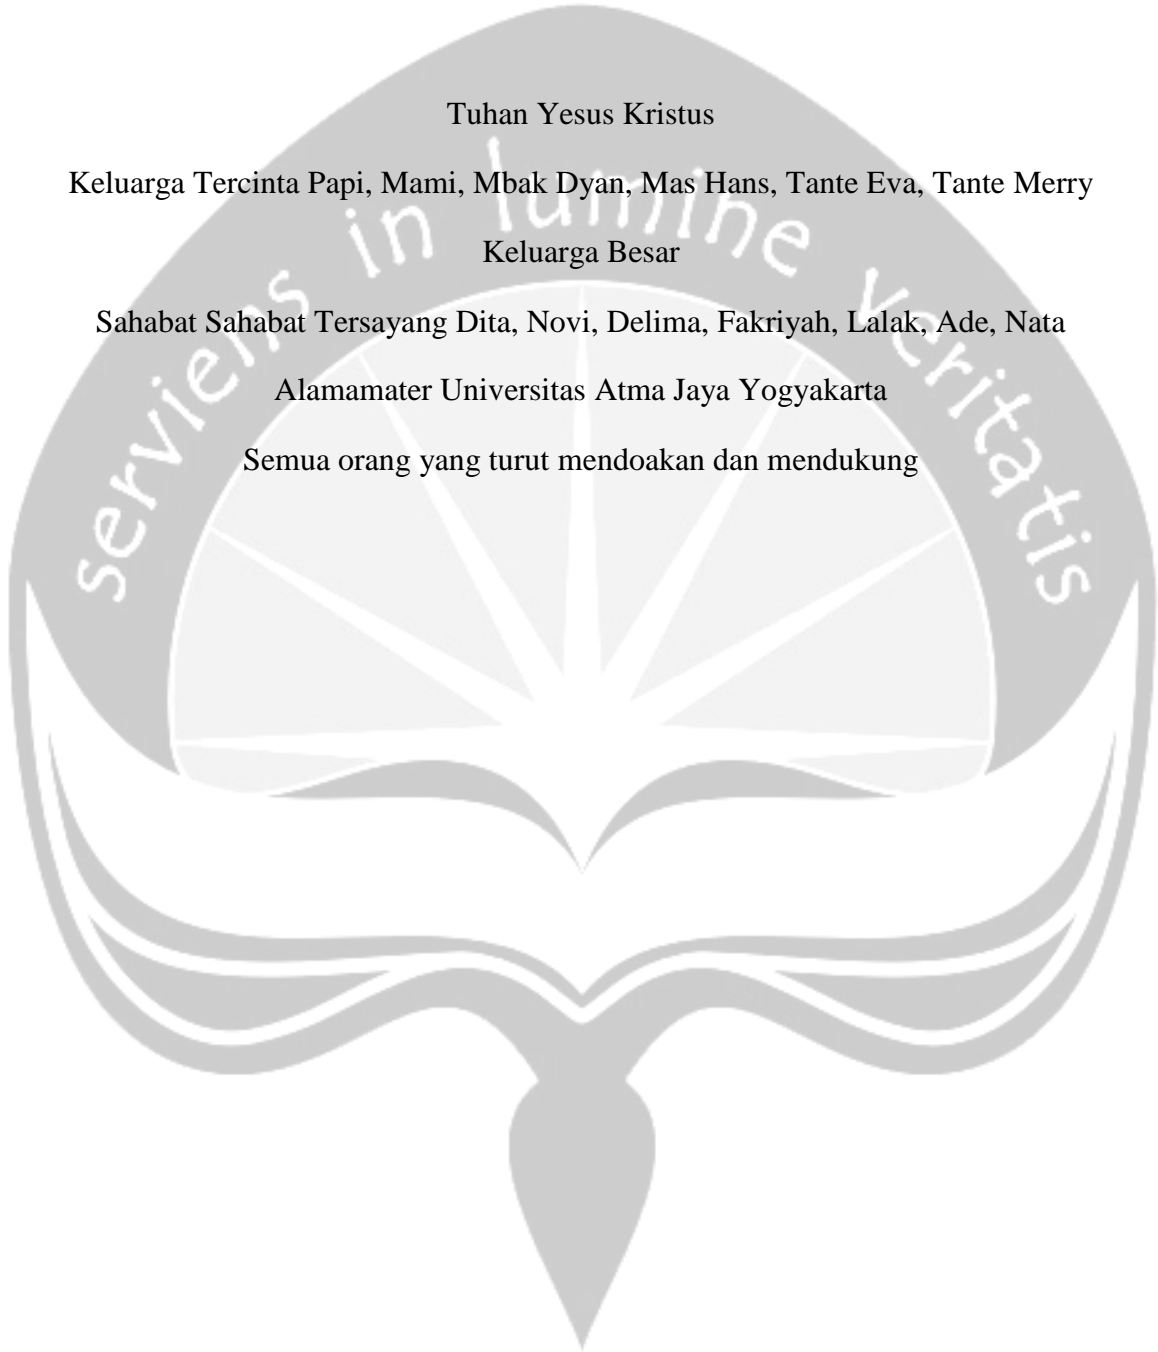 Tuhan Yesus Kristus
Keluarga Tercinta Papi, Mami, Mbak Dyan, Mas Hans, Tante Eva, Tante Merry
Keluarga Besar
Sahabat Sahabat Tersayang Dita, Novi, Delima, Fakriyah, Lalak, Ade, Nata
Alamamater Universitas Atma Jaya Yogyakarta
Semua orang yang turut mendoakan dan mendukung
serviens in lumine veritatis